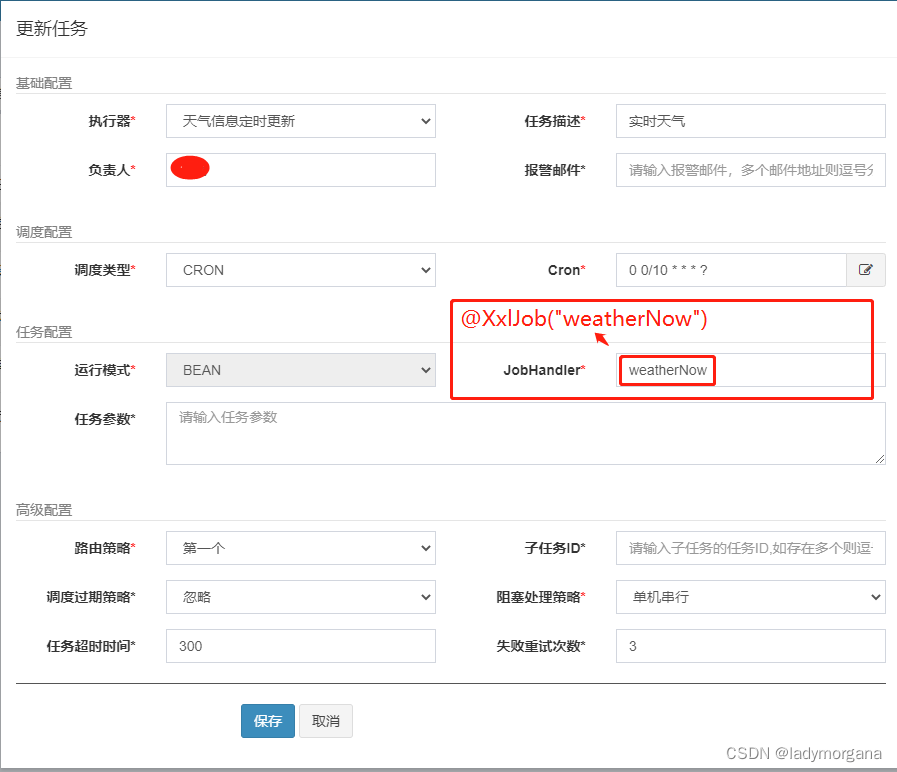 更新任务
基础配置
执行器* 天气信息定时更新 任务描述* 实时天气
负责人* 报警邮件* 请输入报警邮件，多个邮件地址则逗号分
调度配置
调度类型* CRON Cron* 0 0/10 * * * ?
@XxlJob("weatherNow")
任务配置
运行模式* BEAN JobHandler* weatherNow
任务参数* 请输入任务参数
高级配置
路由策略* 第一个 子任务ID* 请输入子任务的任务ID,如存在多个则逗
调度过期策略* 忽略 阻塞处理策略* 单机串行
任务超时时间* 300 失败重试次数* 3
保存 取消
CSDN @ladymorgana